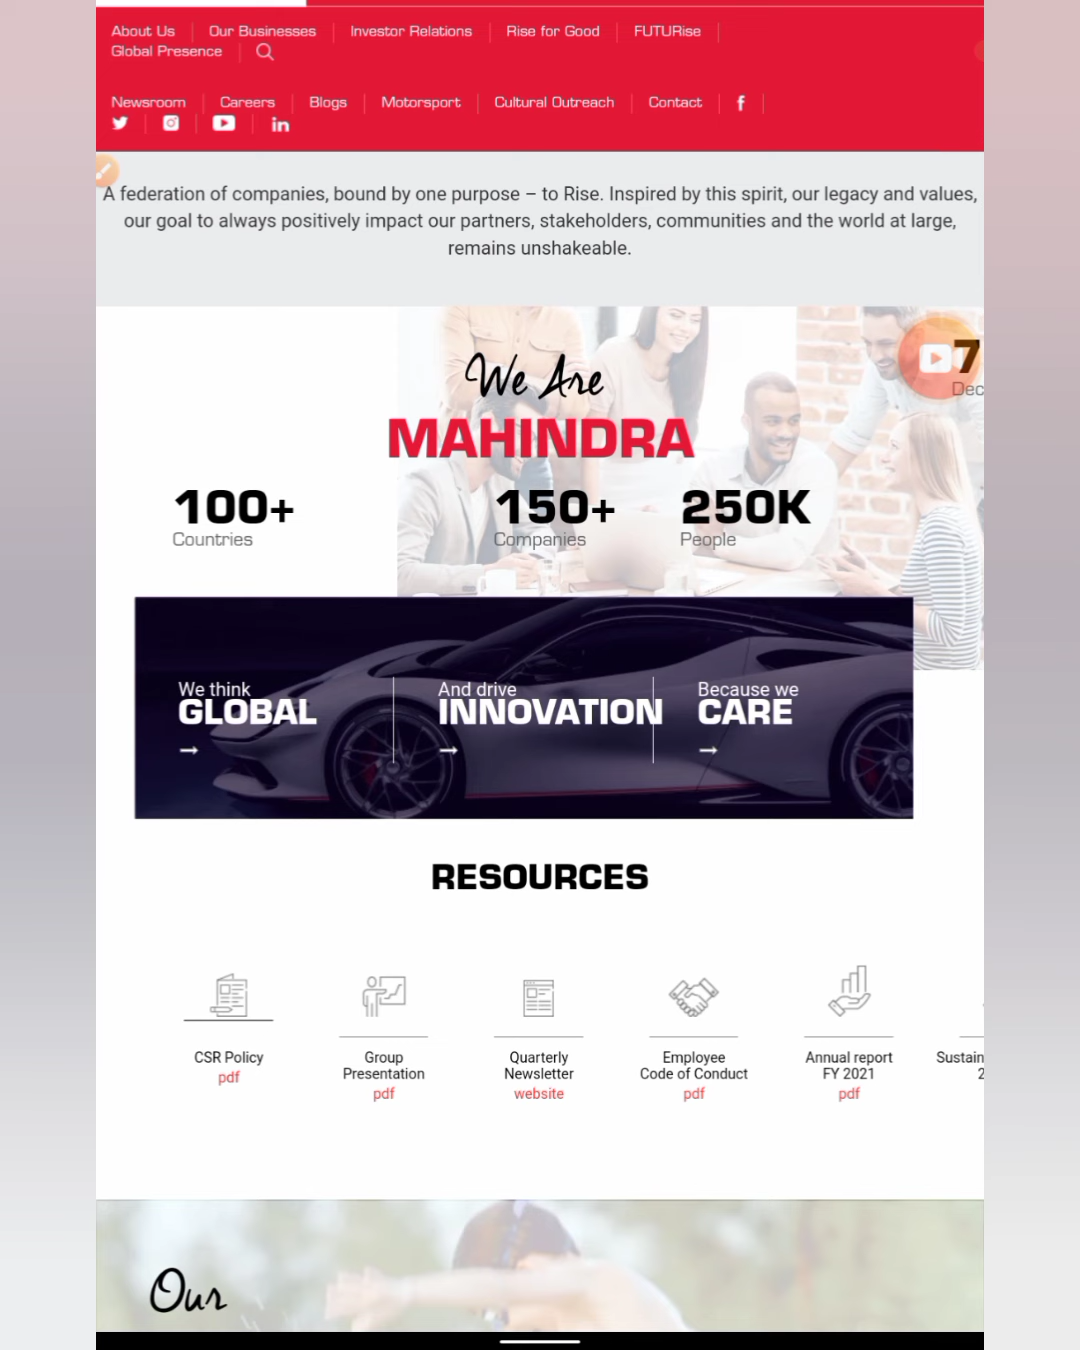 About Us
Our Businesses
Investor Relations
Rise for Good
FUTURise
Global Presence
Newsroom
Careers
Blogs
Motorsport
Cultural Outreach
Contact
A federation of companies, bound by one purpose – to Rise. Inspired by this spirit, our legacy and values,
our goal to always positively impact our partners, stakeholders, communities and the world at large,
remains unshakeable.
We Are
MAHINDRA
7
100+
Countries
150+
Companies
250K
People
We think
GLOBAL
And drive
INNOVATION
Because we
CARE
RESOURCES
CSR Policy
pdf
Group
Presentation
pdf
Quarterly
Newsletter
website
Employee
Code of Conduct
pdf
Annual report
FY 2021
pdf
Our